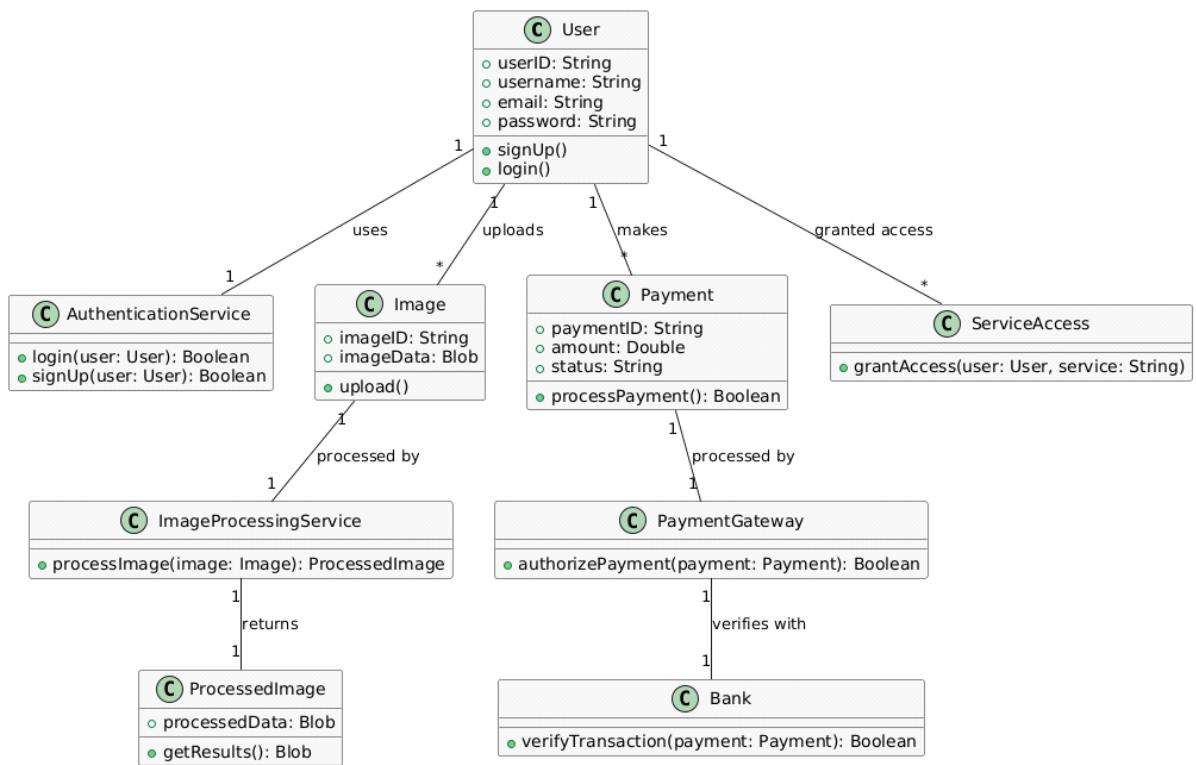 C User
userID: String
username: String
email: String
password: String
signUp()
login()
1
1
1
1
uses
uploads
makes
granted access
1
*
*
*
C AuthenticationService
login(user: User): Boolean
signUp(user: User): Boolean
C Image
imageID: String
imageData: Blob
upload()
C Payment
paymentID: String
amount: Double
status: String
processPayment(): Boolean
C ServiceAccess
grantAccess(user: User, service: String)
1
processed by
1
1
processed by
1
C ImageProcessingService
processImage(image: Image): ProcessedImage
C PaymentGateway
authorizePayment(payment: Payment): Boolean
1
returns
1
1
verifies with
1
C ProcessedImage
processedData: Blob
getResults(): Blob
C Bank
verifyTransaction(payment: Payment): Boolean